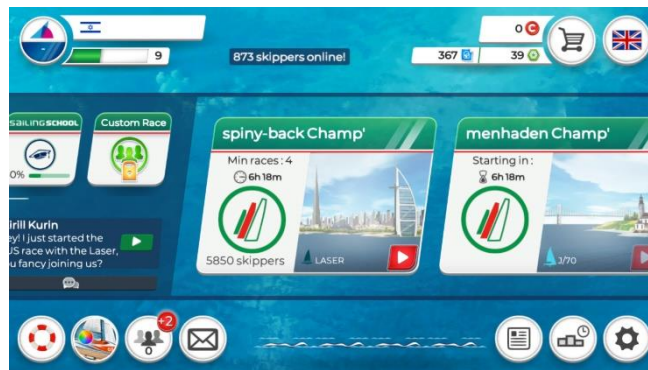 9
873 skippers online!
0
367
39
SAILING SCHOOL
0%
Custom Race
irill Kurin
ey! I just started the
US race with the Laser,
u fancy joining us?
spiny-back Champ'
Min races : 4
6h 18m
5850 skippers
LASER
menhaden Champ'
Starting in :
6h 18m
J/70
+2
0